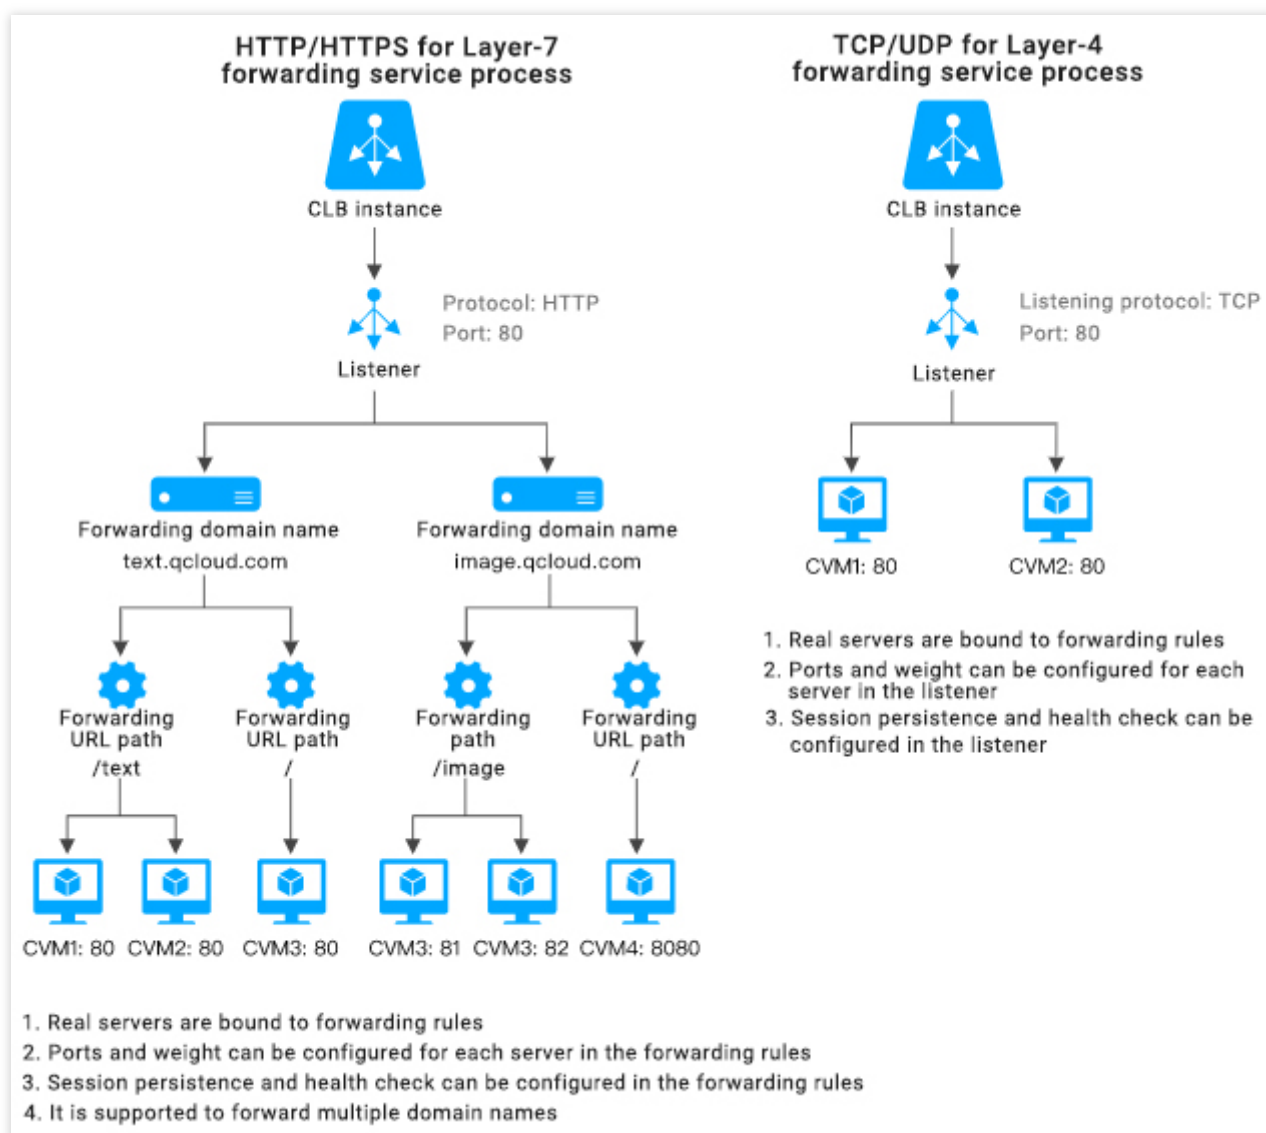 HTTP/HTTPS for Layer-7
forwarding service process
CLB instance
Protocol: HTTP
Port: 80
Listener
Forwarding domain name
text.qcloud.com
Forwarding domain name
image.qcloud.com
Forwarding
URL path
/text
Forwarding
URL path
/
Forwarding
path
/image
Forwarding
URL path
/
CVM1: 80
CVM2: 80
CVM3: 80
CVM3: 81
CVM3: 82
CVM4: 8080
1. Real servers are bound to forwarding rules
2. Ports and weight can be configured for each server in the forwarding rules
3. Session persistence and health check can be configured in the forwarding rules
4. It is supported to forward multiple domain names
TCP/UDP for Layer-4
forwarding service process
CLB instance
Listening protocol: TCP
Port: 80
Listener
CVM1: 80
CVM2: 80
1. Real servers are bound to forwarding rules
2. Ports and weight can be configured for each
server in the listener
3. Session persistence and health check can be
configured in the listener